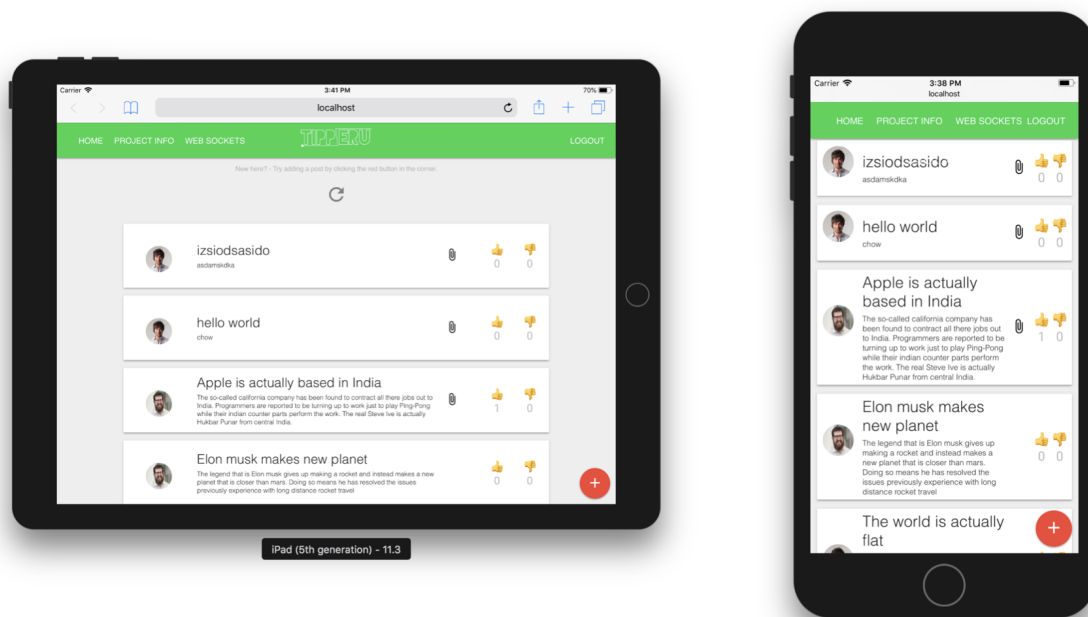 Carrier 3:41 PM 70%
localhost
HOME PROJECT INFO WEB SOCKETS TIPPERU LOGOUT
New here? - Try adding a post by clicking the red button in the corner.
izsiodsasido
asdamskdka
0 0
hello world
chow
0 0
Apple is actually based in India
The so-called california company has been found to contract all there jobs out to
India. Programmers are reported to be turning up to work just to play Ping-Pong
while their indian counter parts perform the work. The real Steve Ive is actually
Hukbar Punar from central India.
1 0
Elon musk makes new planet
The legend that is Elon musk gives up making a rocket and instead makes a new
planet that is closer than mars. Doing so means he has resolved the issues
previously experience with long distance rocket travel
0 0
+
iPad (5th generation) - 11.3
Carrier 3:38 PM
localhost
HOME PROJECT INFO WEB SOCKETS LOGOUT
izsiodsasido
asdamskdka
0 0
hello world
chow
0 0
Apple is actually
based in India
The so-called california company has
been found to contract all there jobs out
to India. Programmers are reported to be
turning up to work just to play Ping-Pong
while their indian counter parts perform
the work. The real Steve Ive is actually
Hukbar Punar from central India.
1 0
Elon musk makes
new planet
The legend that is Elon musk gives up
making a rocket and instead makes a
new planet that is closer than mars.
Doing so means he has resolved the
issues previously experience with long
distance rocket travel
0 0
The world is actually
flat
+